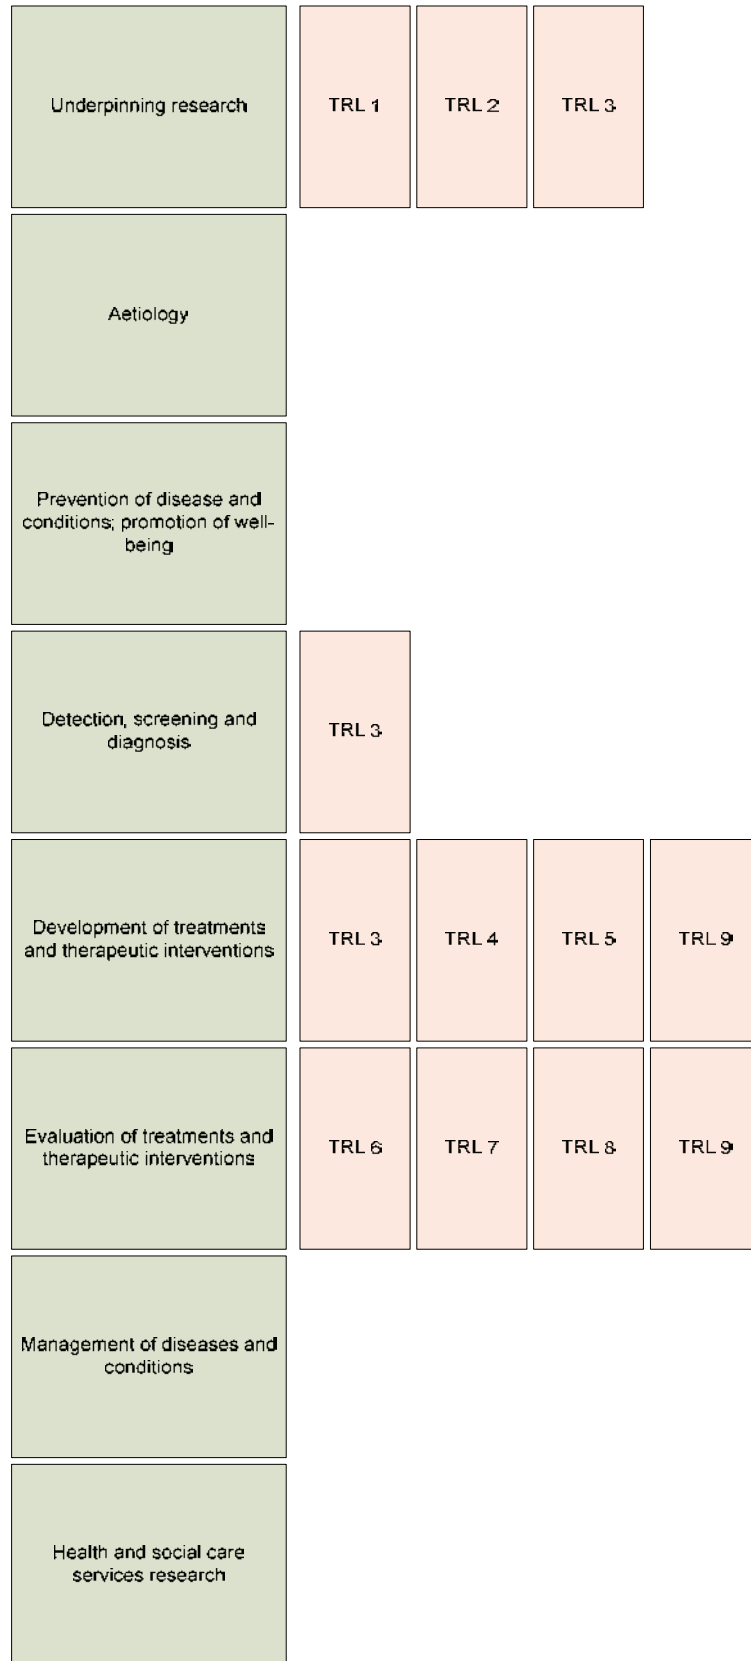 Underpinning research
TRL 1
TRL 2
TRL 3
Aetiology
Prevention of disease and
conditions; promotion of well-
being
Detection, screening and
diagnosis
TRL 3
Development of treatments
and therapeutic interventions
TRL 3
TRL 4
TRL 5
TRL 9
Evaluation of treatments and
therapeutic interventions
TRL 6
TRL 7
TRL 8
TRL 9
Management of diseases and
conditions
Health and social care
services research